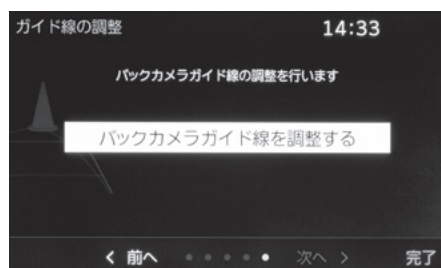 ガイド線の調整 14:33
バックカメラガイド線の調整を行います
バックカメラガイド線を調整する
< 前へ 次へ > 完了